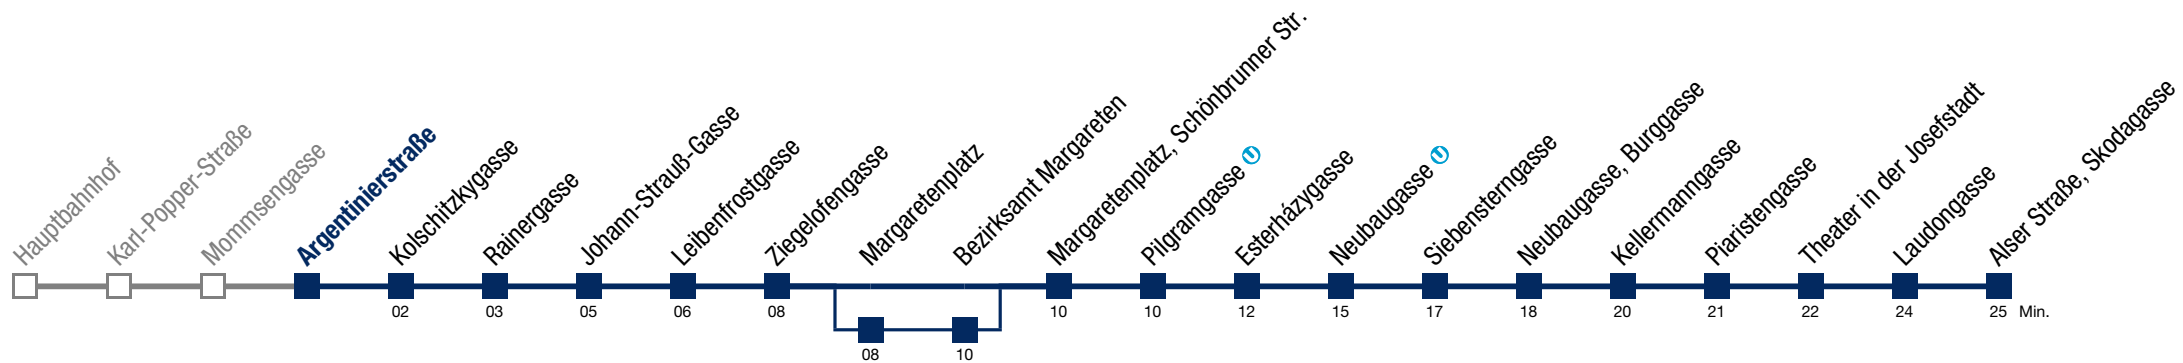 Hauptbahnhof
Karl-Popper-Straße
Mommsengasse
Argentinierstraße
Kolschitzkygasse
Rainergasse
Johann-Strauß-Gasse
Leibenfrostgasse
Ziegelofengasse
Margaretenplatz
Bezirksamt Margareten
Margaretenplatz, Schönbrunner Str.
Pilgramgasse U
Esterházygasse
Neubaugasse U
Siebensterngasse
Neubaugasse, Burggasse
Kellermanngasse
Piaristengasse
Theater in der Josefstadt
Laudongasse
Alser Straße, Skodagasse
02 03 05 06 08 10 10 12 15 17 18 20 21 22 24 25 Min.
08 10